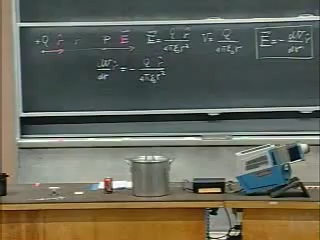 +Q r̂ P E⃗ E⃗ = Q r̂ / 4πε₀r² V = Q / 4πε₀r E⃗ = - dV/dr r̂
dV/dr r̂ = - Q r̂ / 4πε₀r²